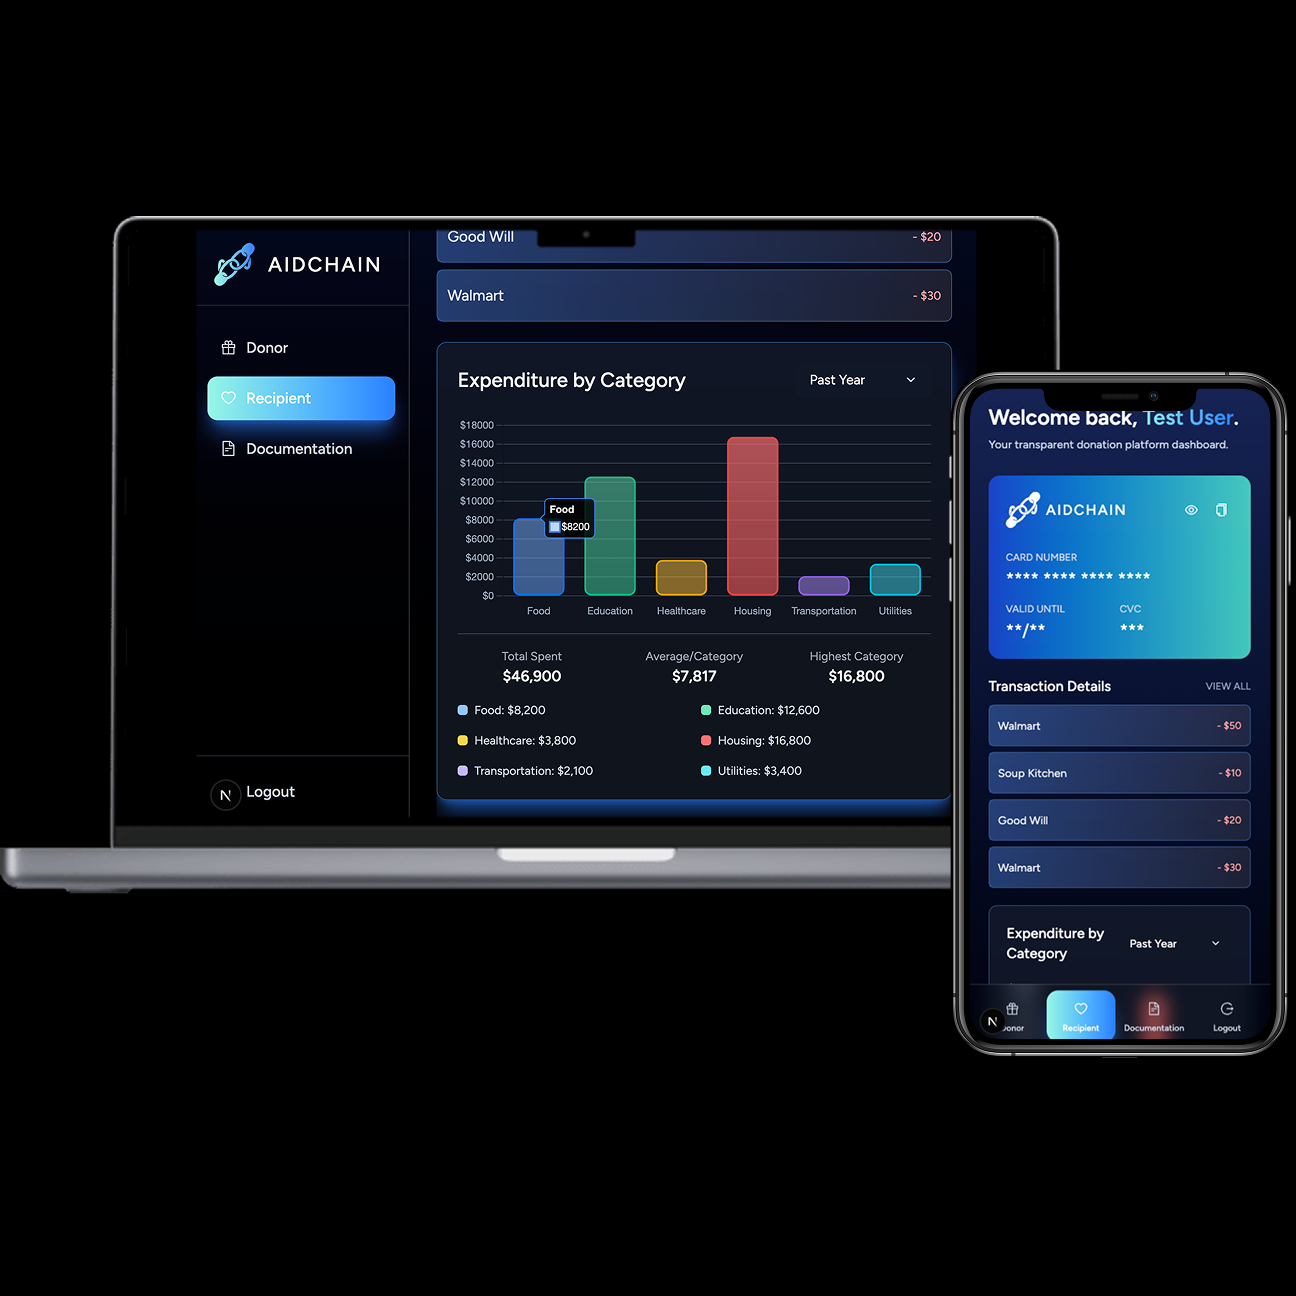 AIDCHAIN
Donor
Recipient
Documentation
N
Logout
Good Will - $20
Walmart - $30
Expenditure by Category
Past Year
$18000
$16000
$14000
$12000
$10000
$8000
$6000
$4000
$2000
$0
Food
$8200
Food Education Healthcare Housing Transportation Utilities
Total Spent Average/Category Highest Category
$46,900 $7,817 $16,800
Food: $8,200 Education: $12,600
Healthcare: $3,800 Housing: $16,800
Transportation: $2,100 Utilities: $3,400
Welcome back, Test User.
Your transparent donation platform dashboard.
AIDCHAIN
CARD NUMBER
**** **** **** ****
VALID UNTIL CVC
**/** ***
Transaction Details VIEW ALL
Walmart - $50
Soup Kitchen - $10
Good Will - $20
Walmart - $30
Expenditure by
Category
Past Year
N
onor Recipient Documentation Logout